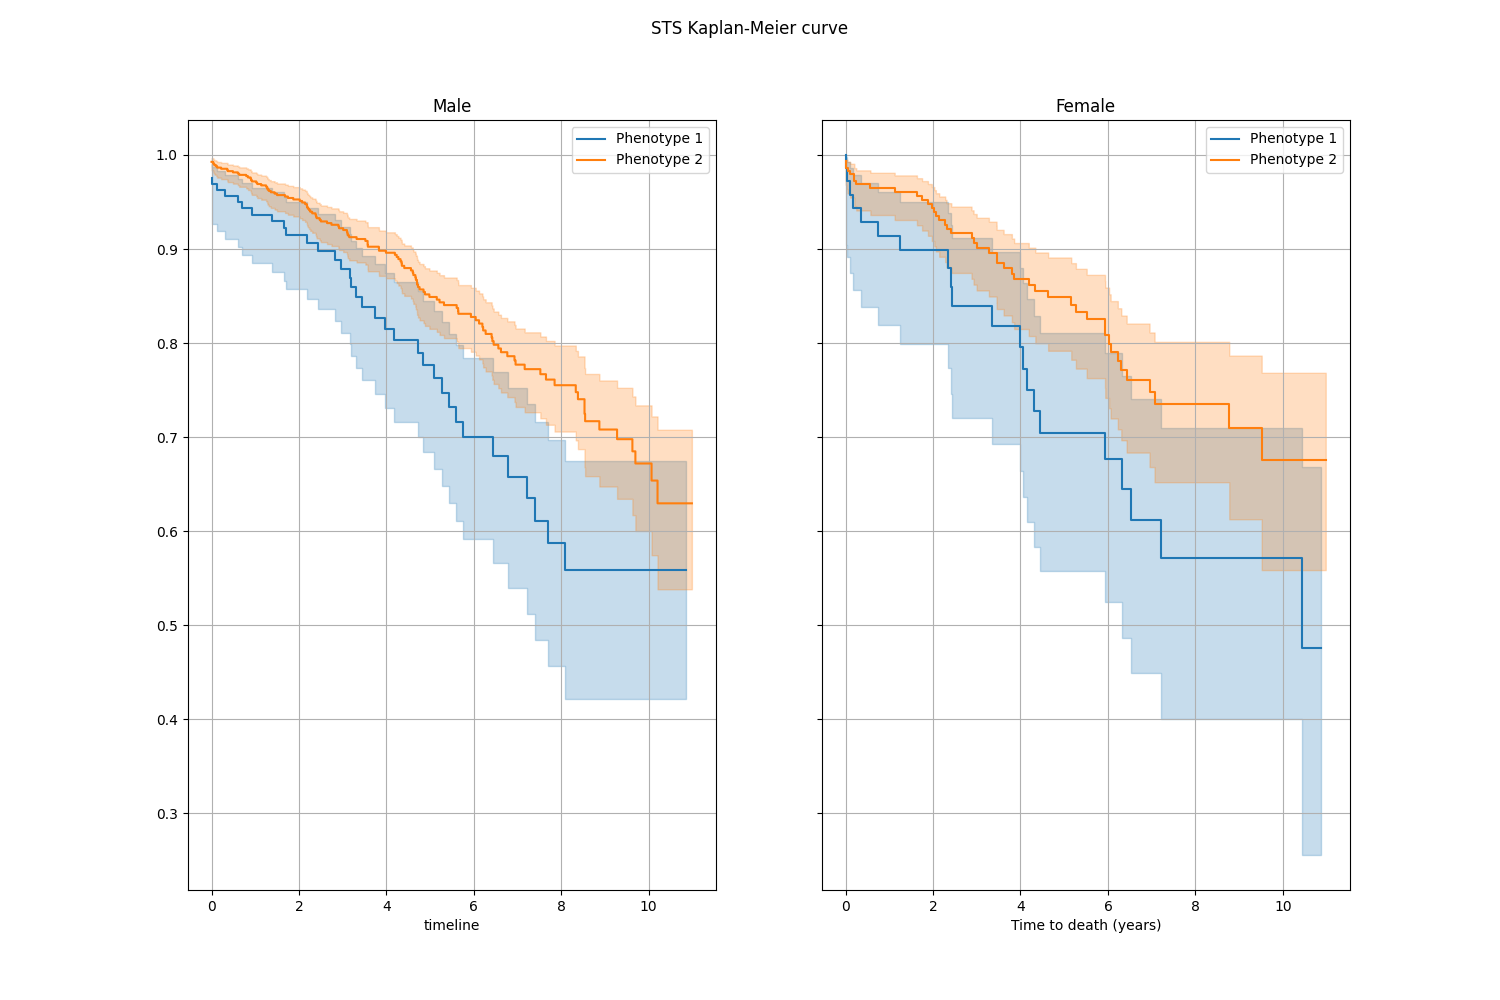 STS Kaplan-Meier curve
Male
Phenotype 1
Phenotype 2
1.0
0.9
0.8
0.7
0.6
0.5
0.4
0.3
0 2 4 6 8 10
timeline
Female
Phenotype 1
Phenotype 2
0 2 4 6 8 10
Time to death (years)